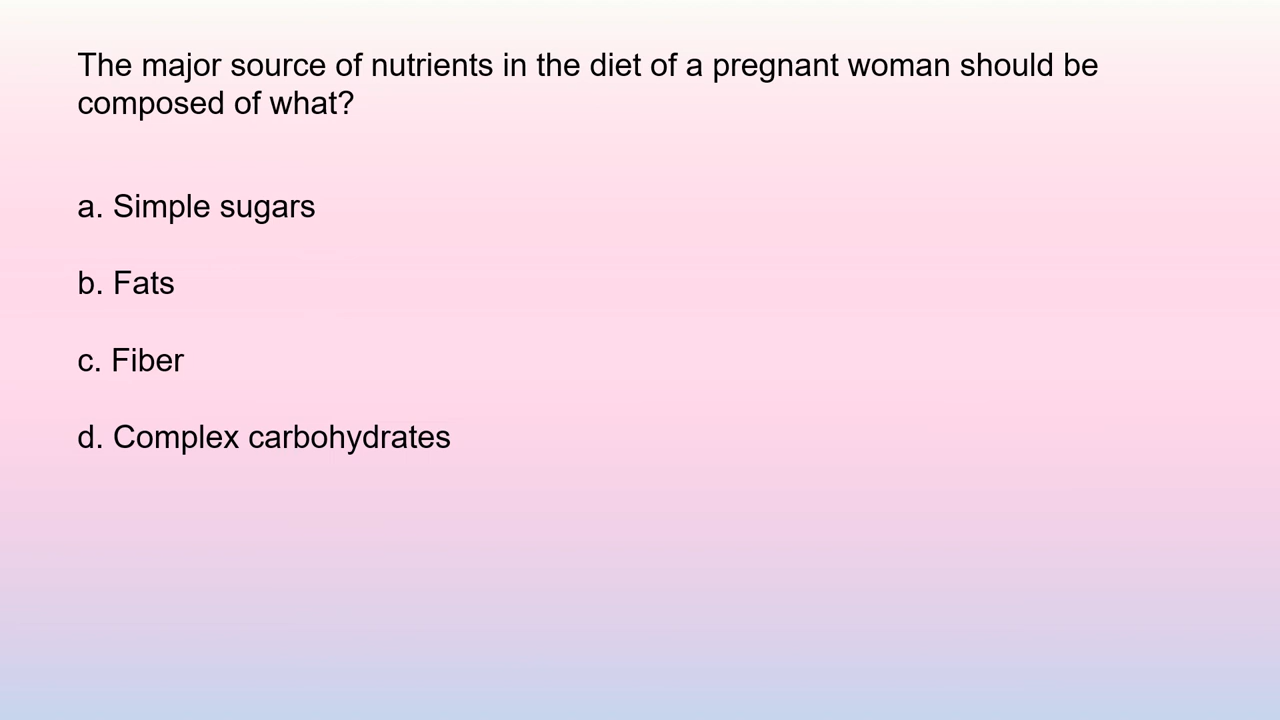 The major source of nutrients in the diet of a pregnant woman should be
composed of what?
a. Simple sugars
b. Fats
c. Fiber
d. Complex carbohydrates